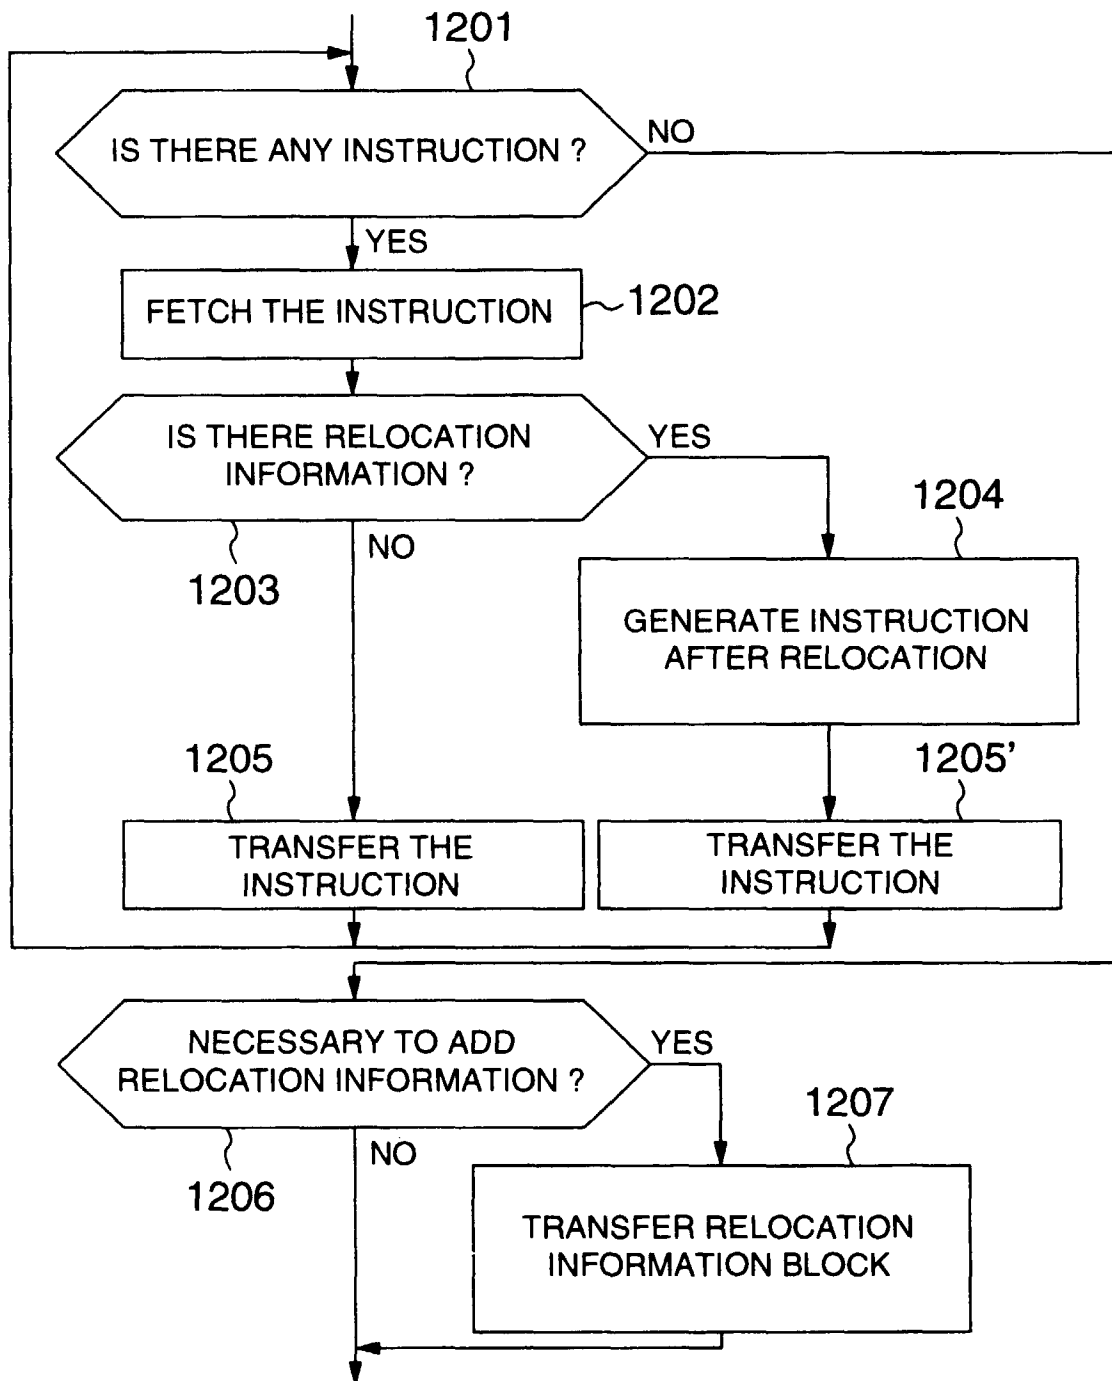 1201
IS THERE ANY INSTRUCTION ?
NO
YES
FETCH THE INSTRUCTION
1202
IS THERE RELOCATION
INFORMATION ?
YES
1203
NO
1204
GENERATE INSTRUCTION
AFTER RELOCATION
1205
TRANSFER THE
INSTRUCTION
1205'
TRANSFER THE
INSTRUCTION
NECESSARY TO ADD
RELOCATION INFORMATION ?
YES
1206
NO
1207
TRANSFER RELOCATION
INFORMATION BLOCK